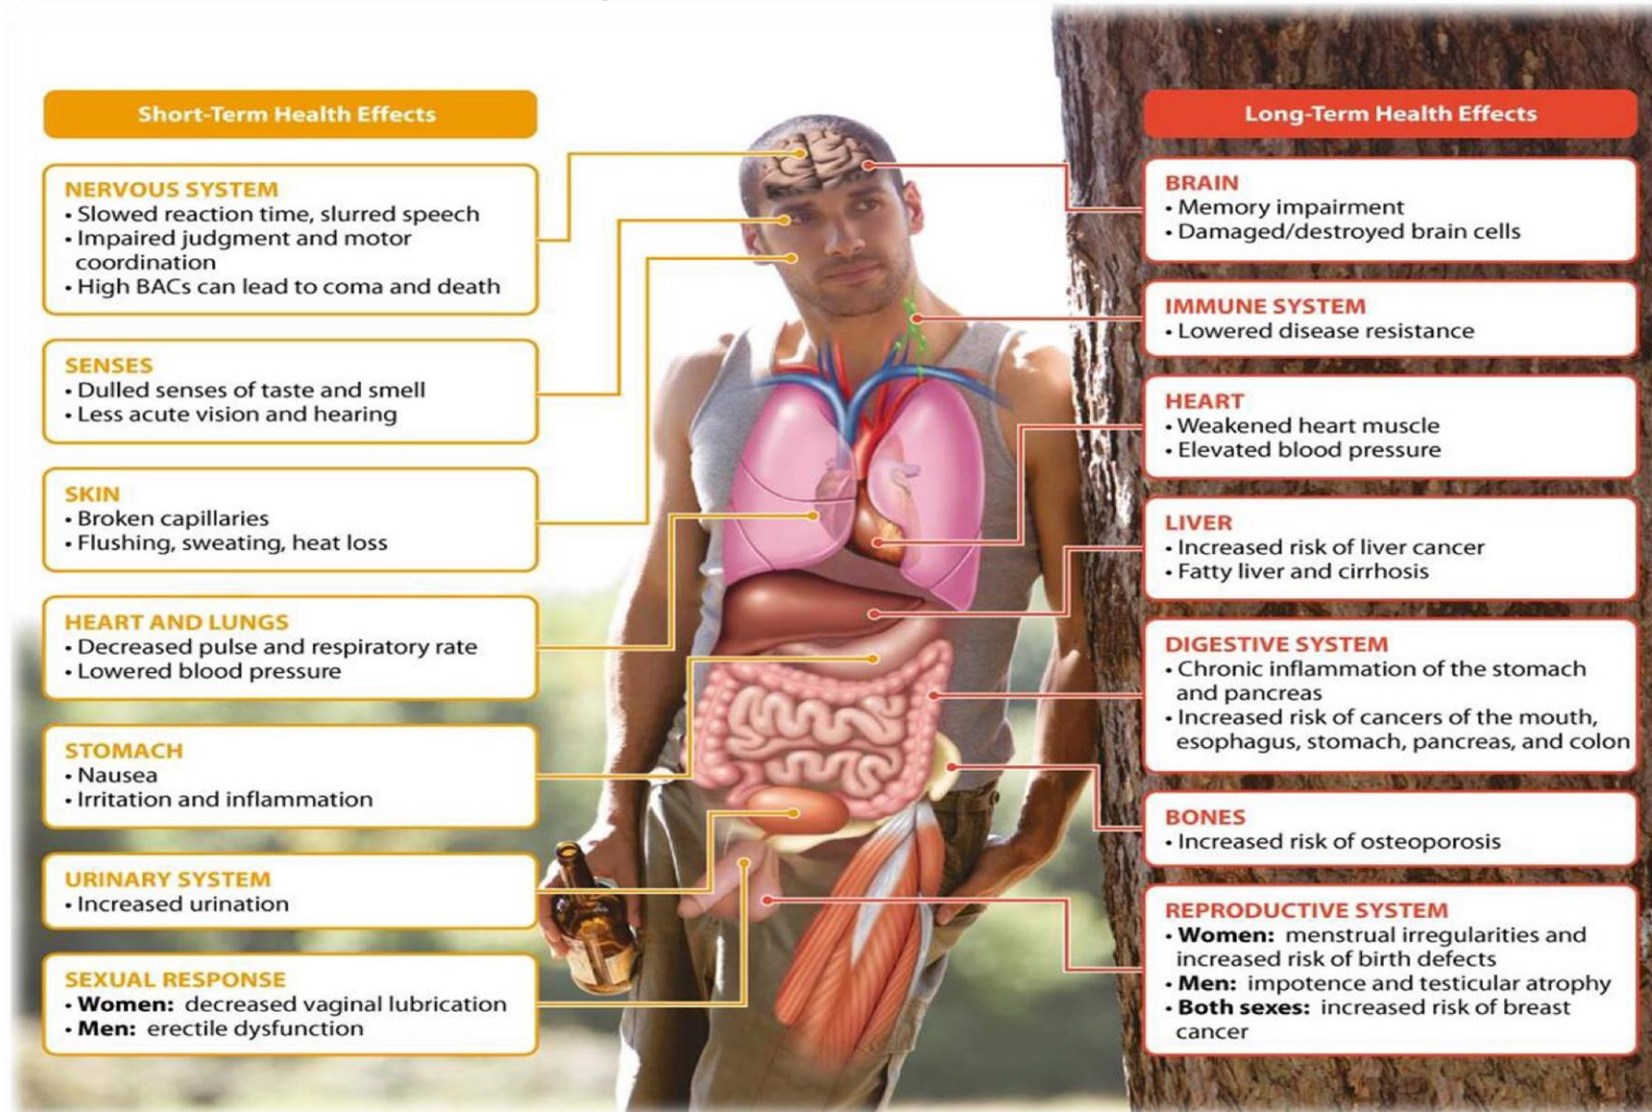 Short-Term Health Effects
NERVOUS SYSTEM
• Slowed reaction time, slurred speech
• Impaired judgment and motor
coordination
• High BACs can lead to coma and death
SENSES
• Dulled senses of taste and smell
• Less acute vision and hearing
SKIN
• Broken capillaries
• Flushing, sweating, heat loss
HEART AND LUNGS
• Decreased pulse and respiratory rate
• Lowered blood pressure
STOMACH
• Nausea
• Irritation and inflammation
URINARY SYSTEM
• Increased urination
SEXUAL RESPONSE
• Women: decreased vaginal lubrication
• Men: erectile dysfunction
Long-Term Health Effects
BRAIN
• Memory impairment
• Damaged/destroyed brain cells
IMMUNE SYSTEM
• Lowered disease resistance
HEART
• Weakened heart muscle
• Elevated blood pressure
LIVER
• Increased risk of liver cancer
• Fatty liver and cirrhosis
DIGESTIVE SYSTEM
• Chronic inflammation of the stomach
and pancreas
• Increased risk of cancers of the mouth,
esophagus, stomach, pancreas, and colon
BONES
• Increased risk of osteoporosis
REPRODUCTIVE SYSTEM
• Women: menstrual irregularities and
increased risk of birth defects
• Men: impotence and testicular atrophy
• Both sexes: increased risk of breast
cancer